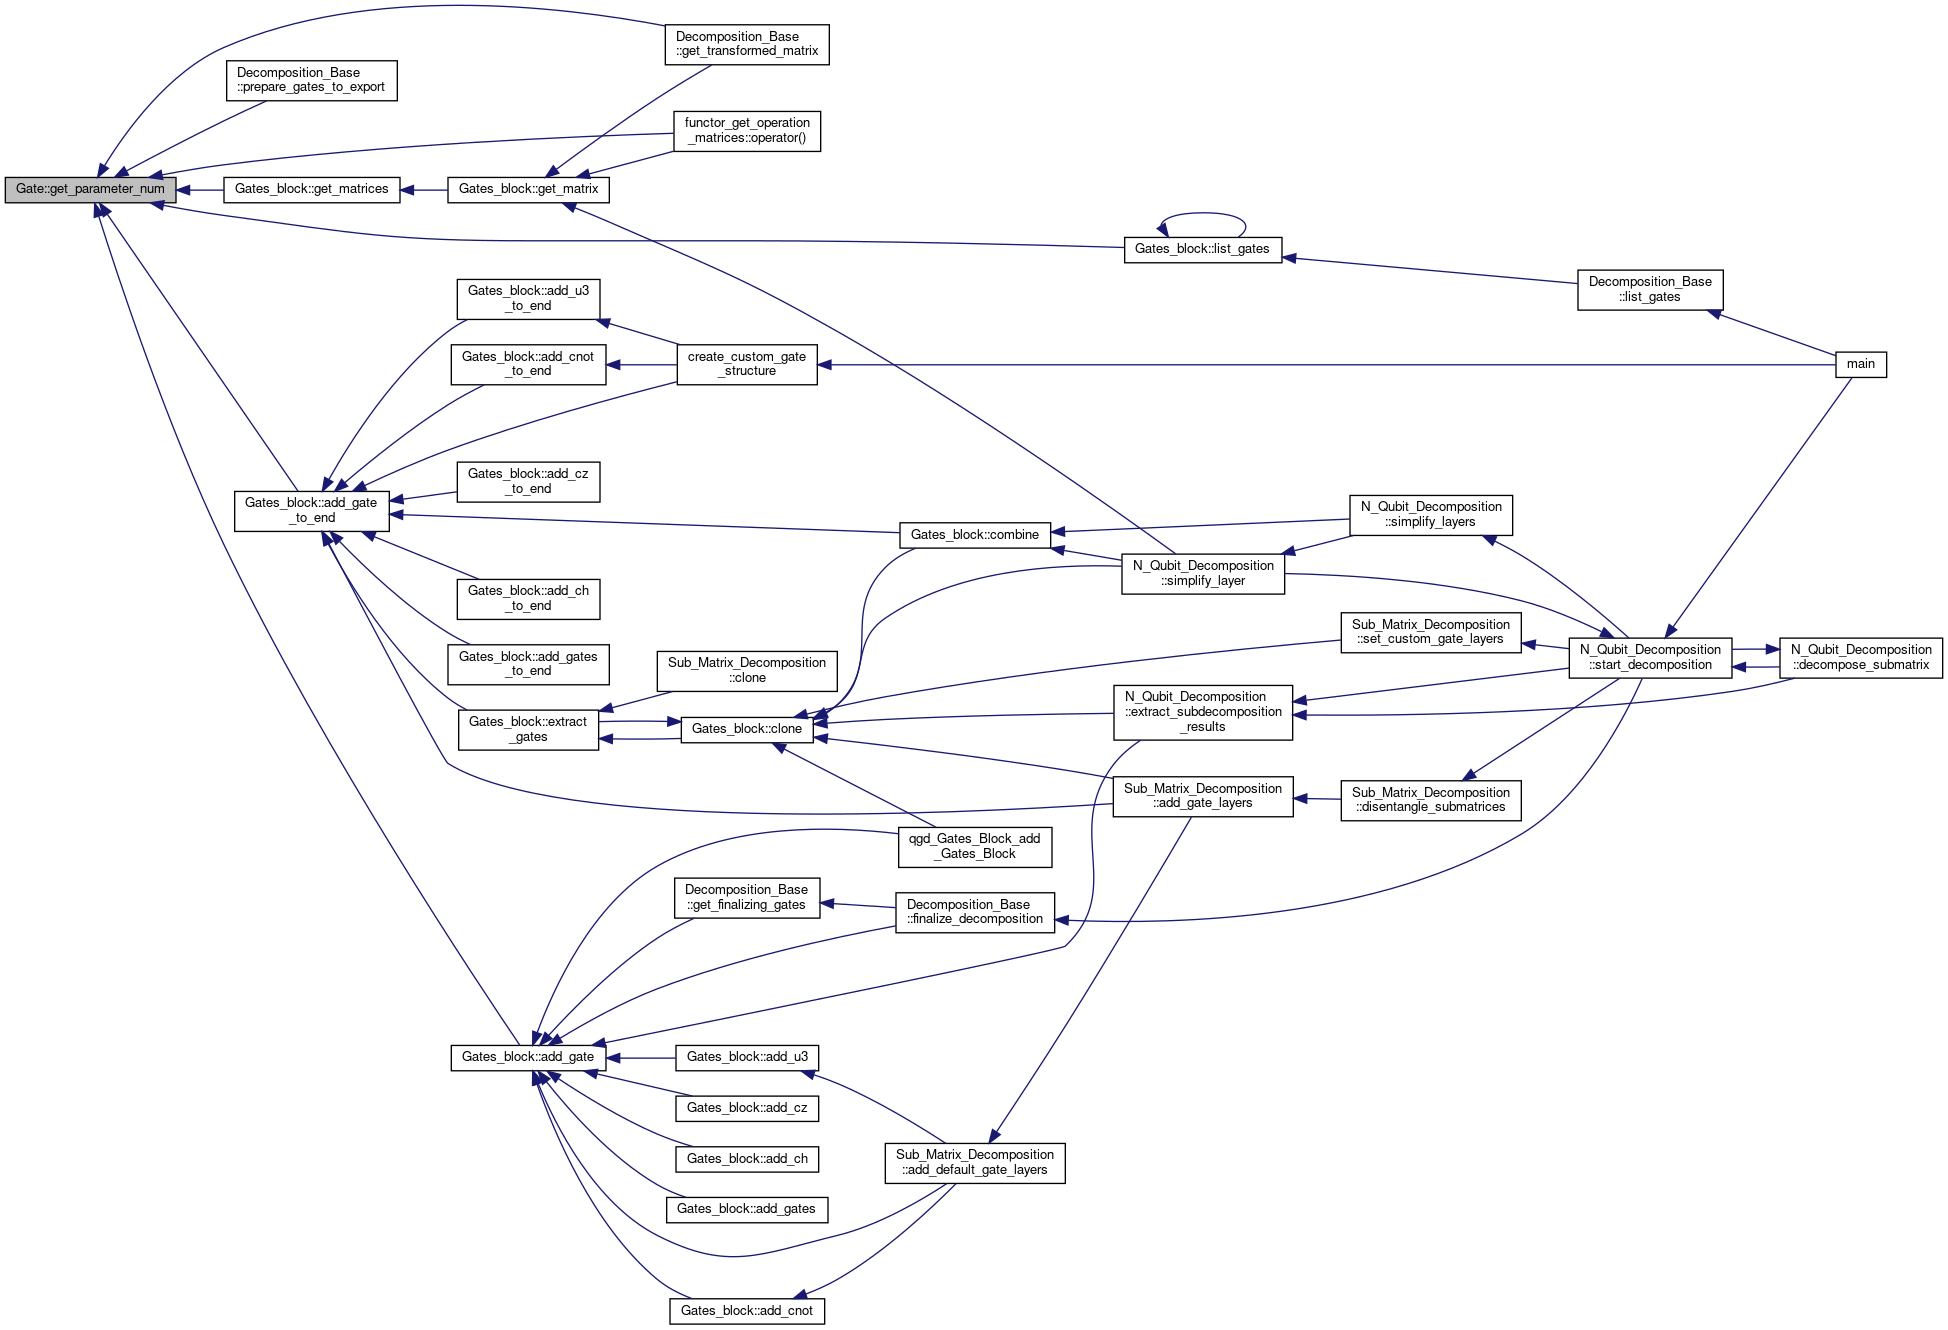 Decomposition_Base
::get_transformed_matrix
Decomposition_Base
::prepare_gates_to_export
functor_get_operation
_matrices::operator()
Gate::get_parameter_num
Gates_block::get_matrices
Gates_block::get_matrix
Gates_block::list_gates
Decomposition_Base
::list_gates
Gates_block::add_u3
_to_end
Gates_block::add_cnot
_to_end
create_custom_gate
_structure
main
Gates_block::add_cz
_to_end
Gates_block::add_gate
_to_end
Gates_block::combine
N_Qubit_Decomposition
::simplify_layers
N_Qubit_Decomposition
::simplify_layer
Gates_block::add_ch
_to_end
Sub_Matrix_Decomposition
::set_custom_gate_layers
N_Qubit_Decomposition
::start_decomposition
N_Qubit_Decomposition
::decompose_submatrix
Gates_block::add_gates
_to_end
Sub_Matrix_Decomposition
::clone
Gates_block::extract
_gates
Gates_block::clone
N_Qubit_Decomposition
::extract_subdecomposition
_results
Sub_Matrix_Decomposition
::add_gate_layers
Sub_Matrix_Decomposition
::disentangle_submatrices
qgd_Gates_Block_add
_Gates_Block
Decomposition_Base
::get_finalizing_gates
Decomposition_Base
::finalize_decomposition
Gates_block::add_gate
Gates_block::add_u3
Gates_block::add_cz
Gates_block::add_ch
Sub_Matrix_Decomposition
::add_default_gate_layers
Gates_block::add_gates
Gates_block::add_cnot